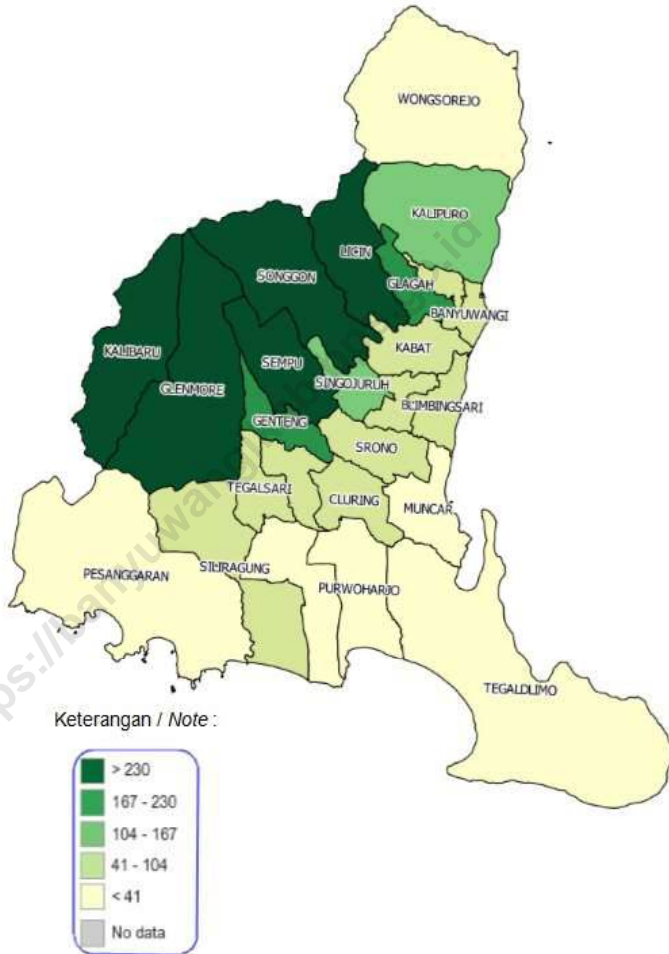 WONGSOREJO
KALIPURO
LICIN
SONGGON
GLAGAH
BANYUWANGI
KALIBARU
SEMPU
KABAT
GLENMORE
SINGOJURUH
BLIMBINGSARI
GENTENG
SRONO
TEGALSARI
CLURING
MUNCAR
PESANGGARAN
SILIRAGUNG
PURWOHARJO
TEGALDLIMO
Keterangan / Note :
> 230
167 - 230
104 - 167
41 - 104
< 41
No data